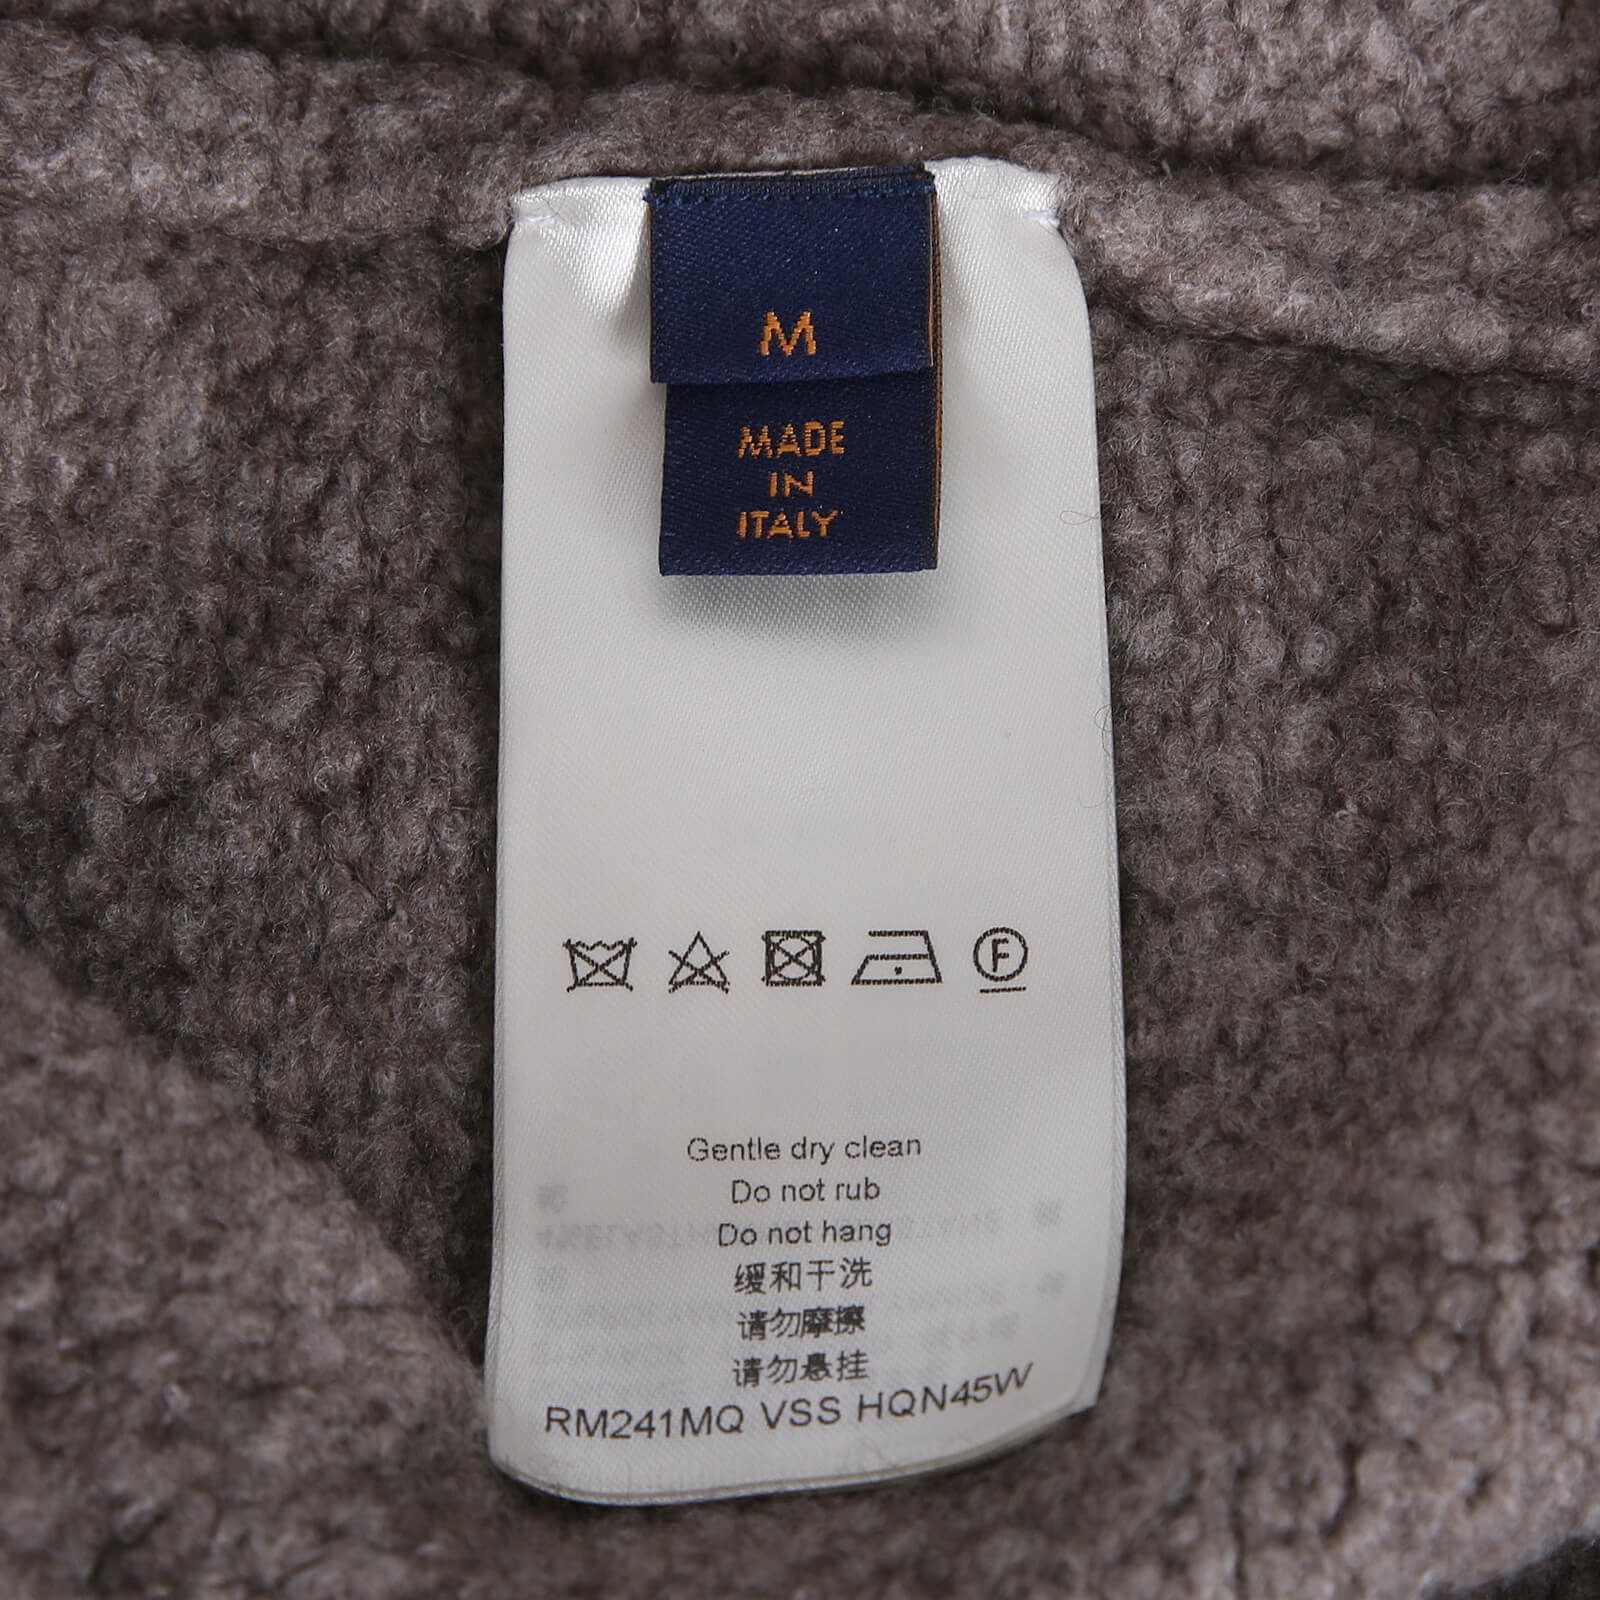 M
MADE
IN
ITALY
F
Gentle dry clean
Do not rub
Do not hang
缓和干洗
请勿摩擦
请勿悬挂
RM241MQ VSS HQN45W